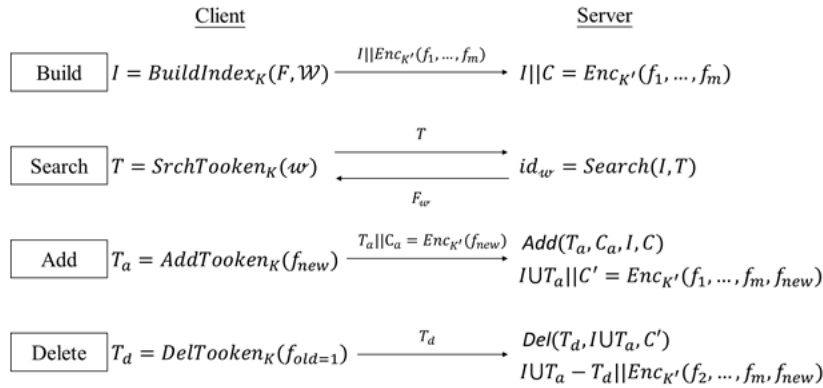 Client Server
Build I = BuildIndex_K(F, 𝒲) I||Enc_K′(f_1, …, f_m) I||C = Enc_K′(f_1, …, f_m)
T
Search T = SrchTooken_K(𝓌) id_𝓌 = Search(I, T)
F_𝓌
T_a||C_a = Enc_K′(f_new) Add(T_a, C_a, I, C)
Add T_a = AddTooken_K(f_new)
I∪T_a||C′ = Enc_K′(f_1, …, f_m, f_new)
T_d Del(T_d, I∪T_a, C′)
Delete T_d = DelTooken_K(f_old=1)
I∪T_a − T_d||Enc_K′(f_2, …, f_m, f_new)